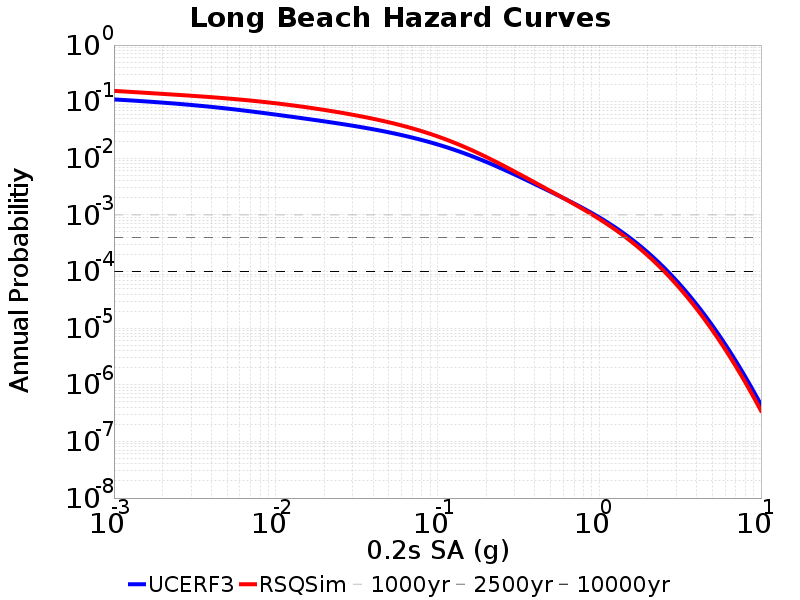 Long Beach Hazard Curves
10^0
10^-1
10^-2
10^-3
10^-4
10^-5
10^-6
10^-7
10^-8
Annual Probabilitiy
10^-3 10^-2 10^-1 10^0 10^1
0.2s SA (g)
UCERF3 RSQSim 1000yr 2500yr 10000yr